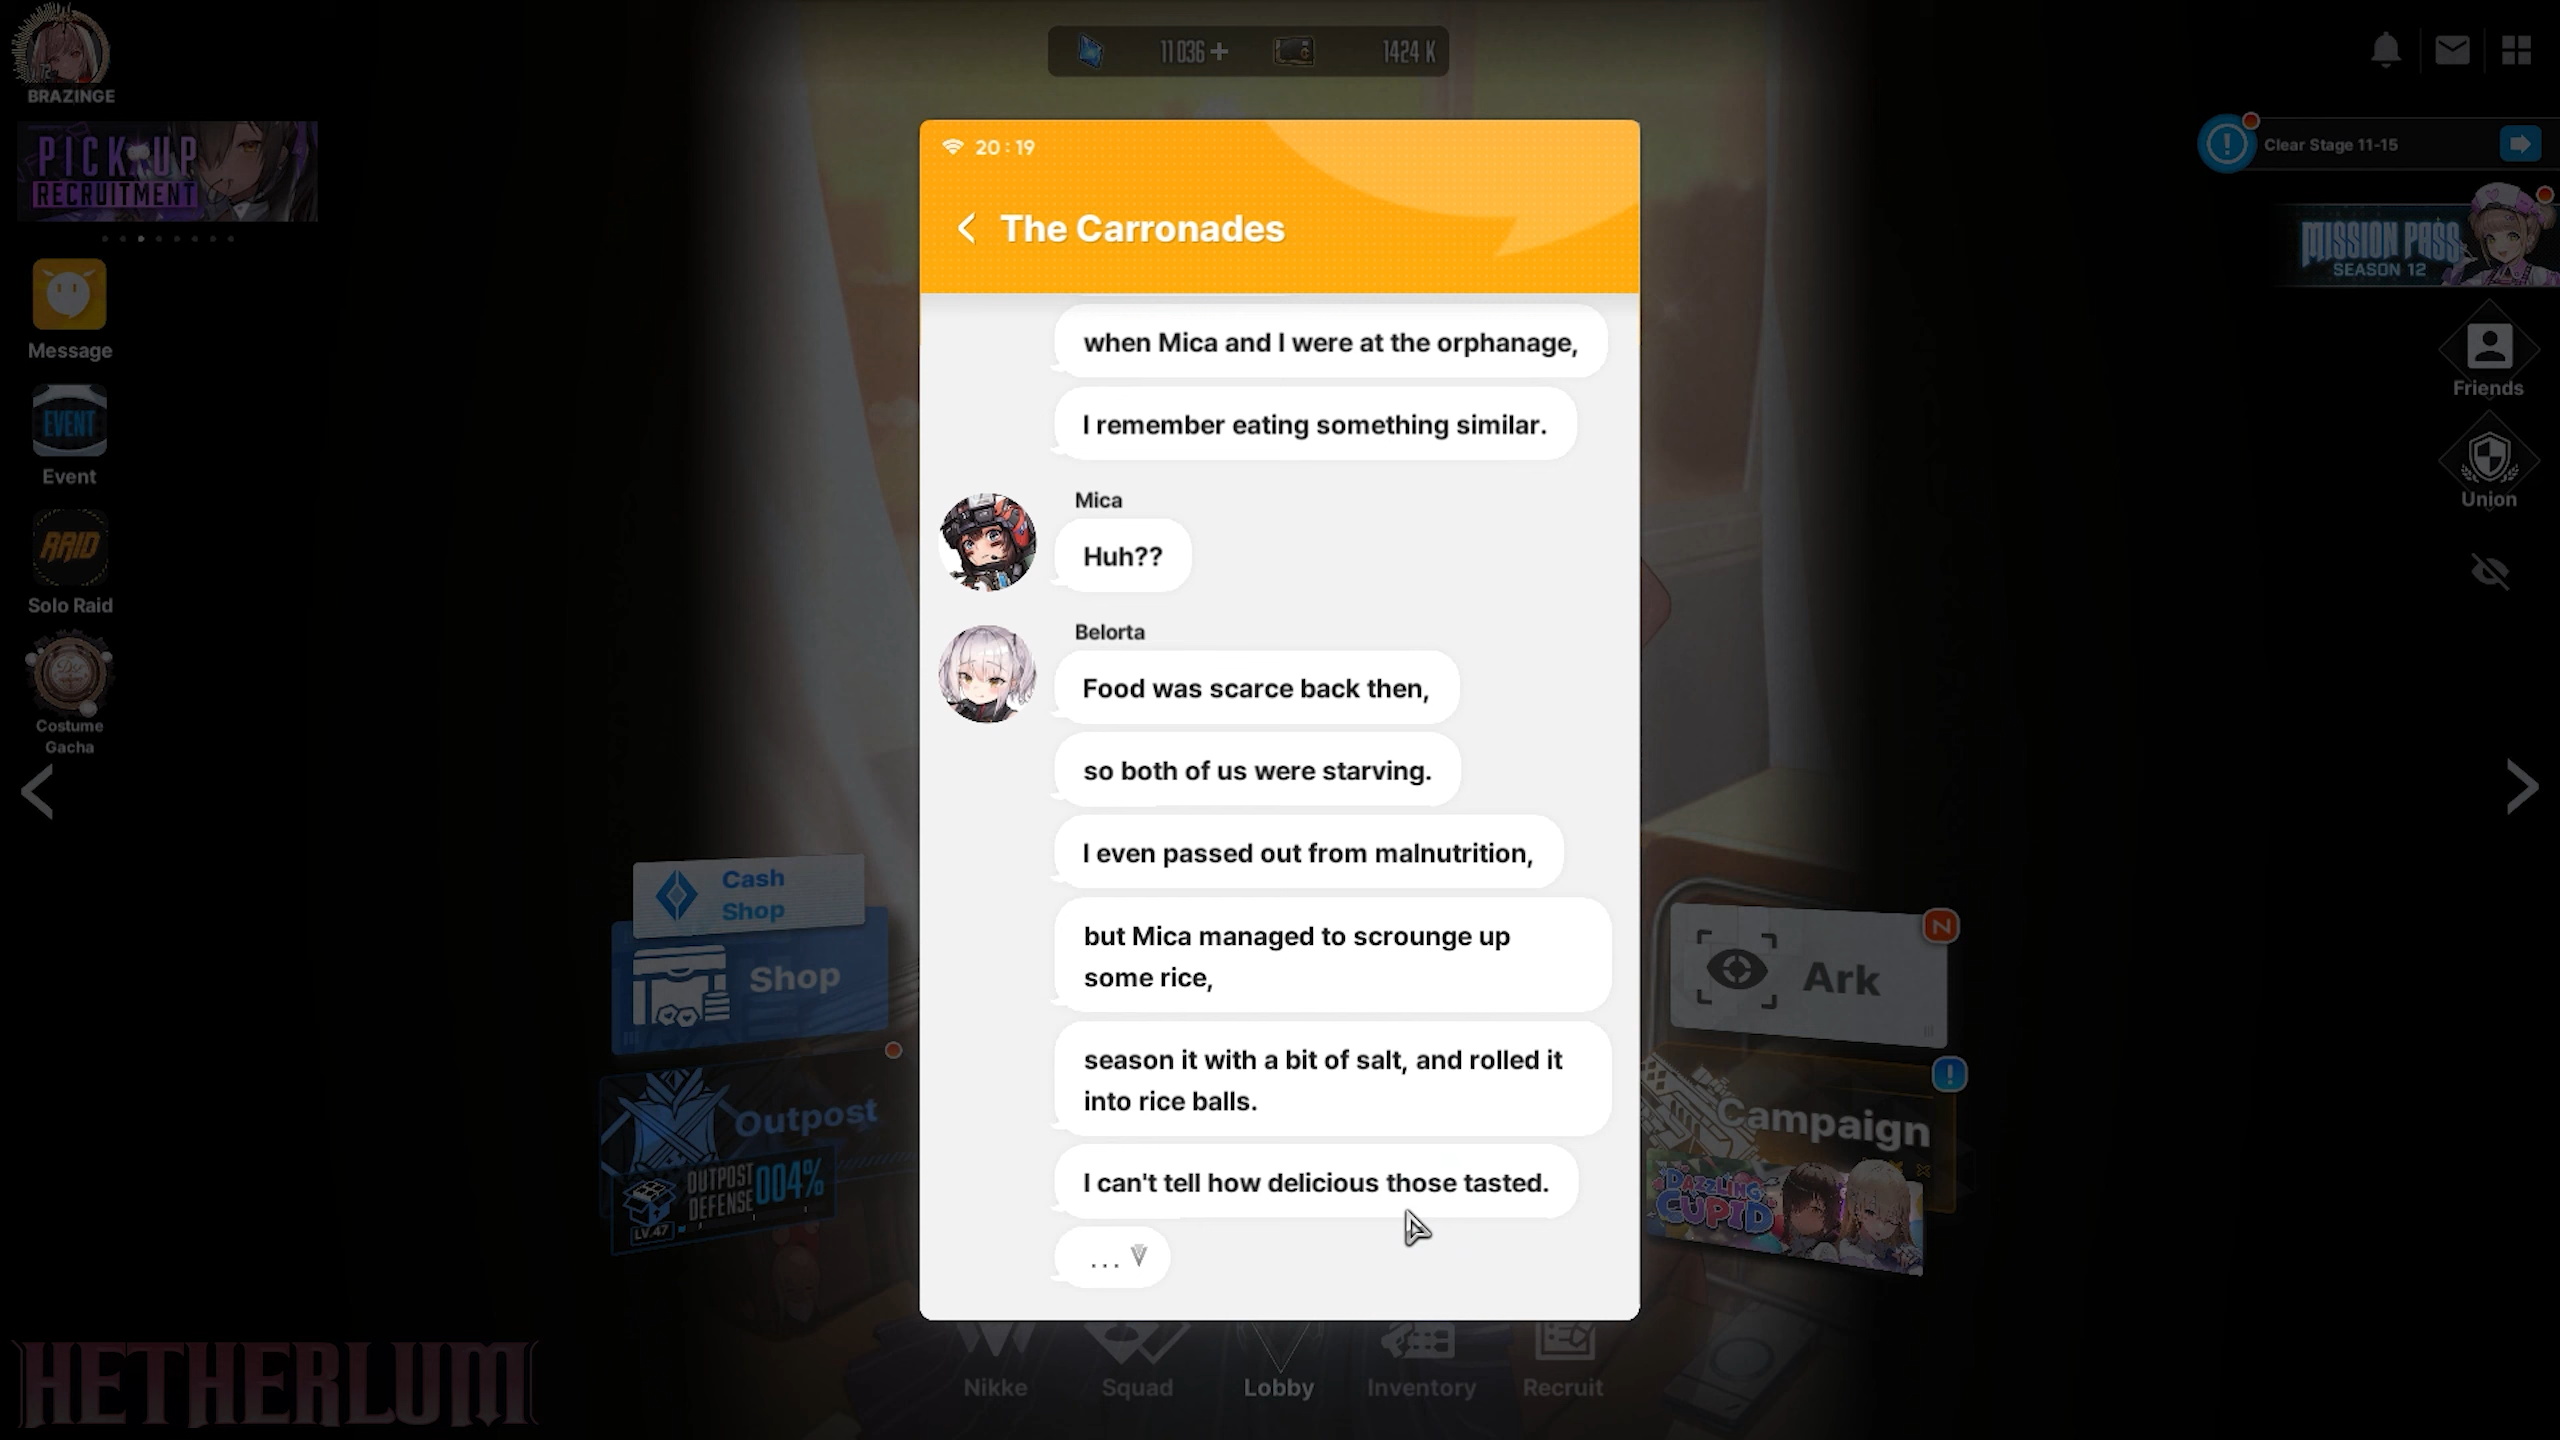 11 036 +
1424 K
72
BRAZINGE
PICK UP
RECRUITMENT
Message
EVENT
Event
RAID
Solo Raid
Costume
Gacha
20 : 19
The Carronades
when Mica and I were at the orphanage,
I remember eating something similar.
Mica
Huh??
Belorta
Food was scarce back then,
so both of us were starving.
I even passed out from malnutrition,
but Mica managed to scrounge up
some rice,
season it with a bit of salt, and rolled it
into rice balls.
I can't tell how delicious those tasted.
...
Clear Stage 11-15
MISSION PASS
SEASON 12
Friends
Union
Cash
Shop
Shop
Outpost
OUTPOST
DEFENSE
004%
LV.47
N
Ark
Campaign
DAZZLING
CUPID
Nikke
Squad
Lobby
Inventory
Recruit
HETHERLUM